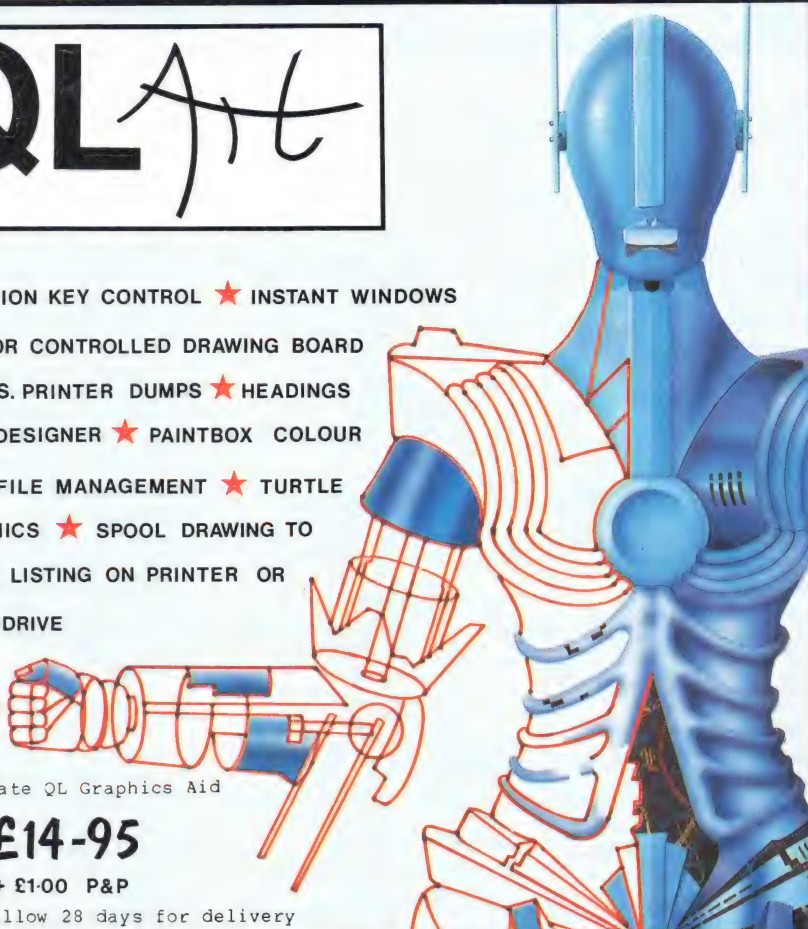 QL Art
ION KEY CONTROL ★ INSTANT WINDOWS
OR CONTROLLED DRAWING BOARD
S. PRINTER DUMPS ★ HEADINGS
DESIGNER ★ PAINTBOX COLOUR
FILE MANAGEMENT ★ TURTLE
HICS ★ SPOOL DRAWING TO
LISTING ON PRINTER OR
DRIVE
ate QL Graphics Aid
£14-95
+ £1·00 P&P
llow 28 days for delivery